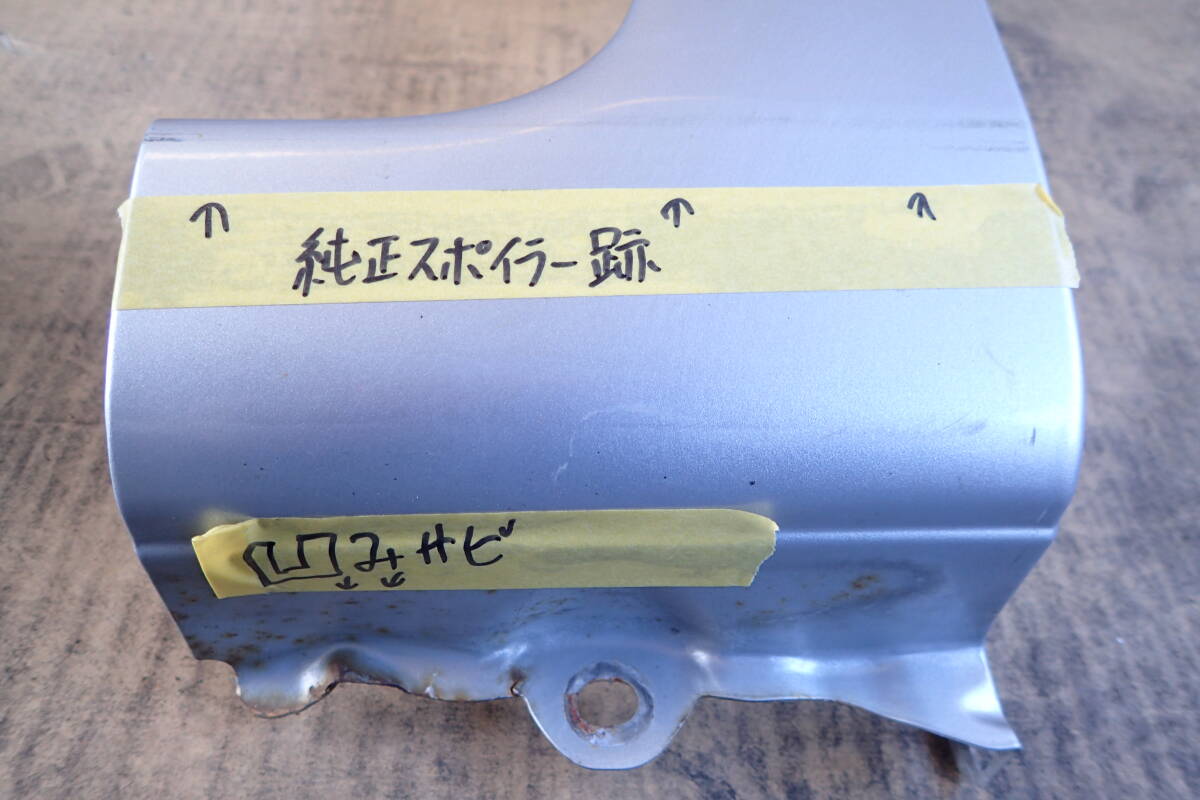 ↑ ↑ ↑
純正スポイラー跡
凹みサビ
↓ ↓